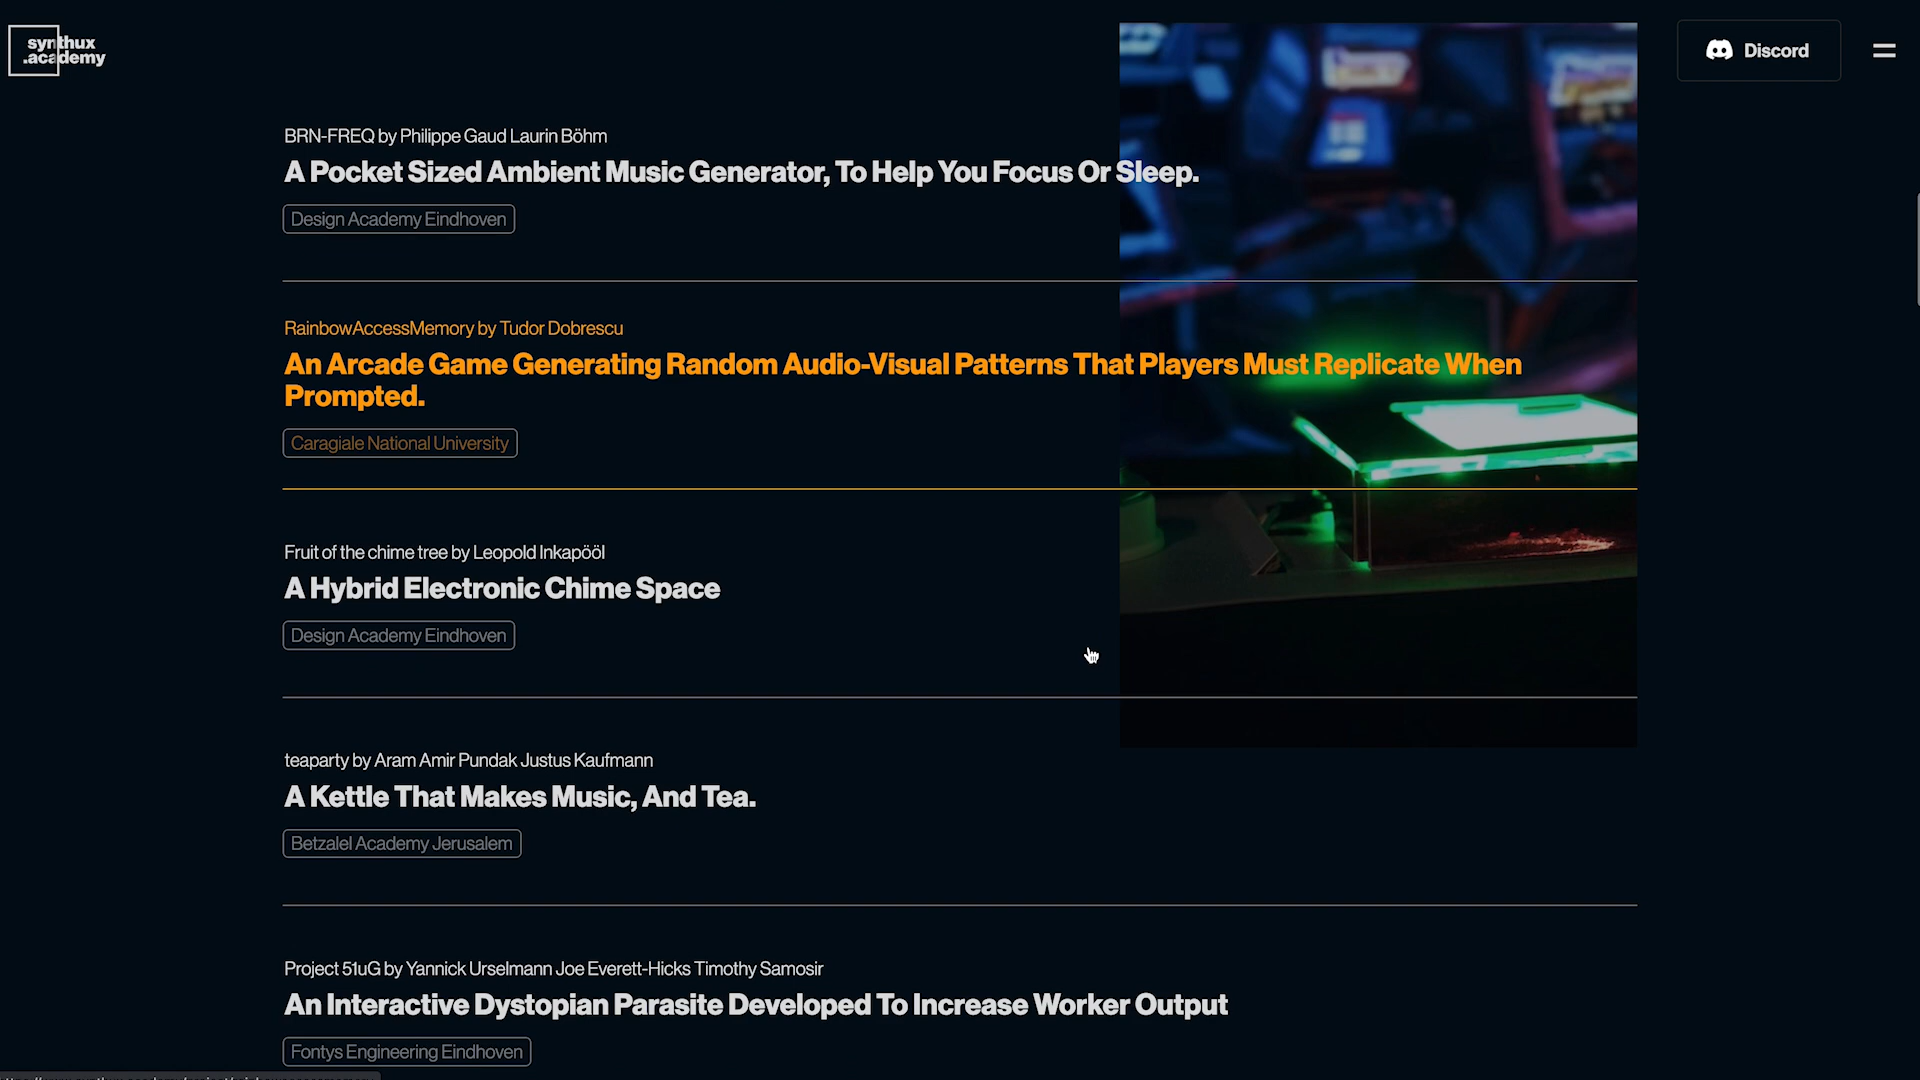 synthux
.academy
Discord
BRN-FREQ by Philippe Gaud Laurin Böhm
A Pocket Sized Ambient Music Generator, To Help You Focus Or Sleep.
Design Academy Eindhoven
RainbowAccessMemory by Tudor Dobrescu
An Arcade Game Generating Random Audio-Visual Patterns That Players Must Replicate When
Prompted.
Caragiale National University
Fruit of the chime tree by Leopold Inkapööl
A Hybrid Electronic Chime Space
Design Academy Eindhoven
teaparty by Aram Amir Pundak Justus Kaufmann
A Kettle That Makes Music, And Tea.
Betzalel Academy Jerusalem
Project 51uG by Yannick Urselmann Joe Everett-Hicks Timothy Samosir
An Interactive Dystopian Parasite Developed To Increase Worker Output
Fontys Engineering Eindhoven